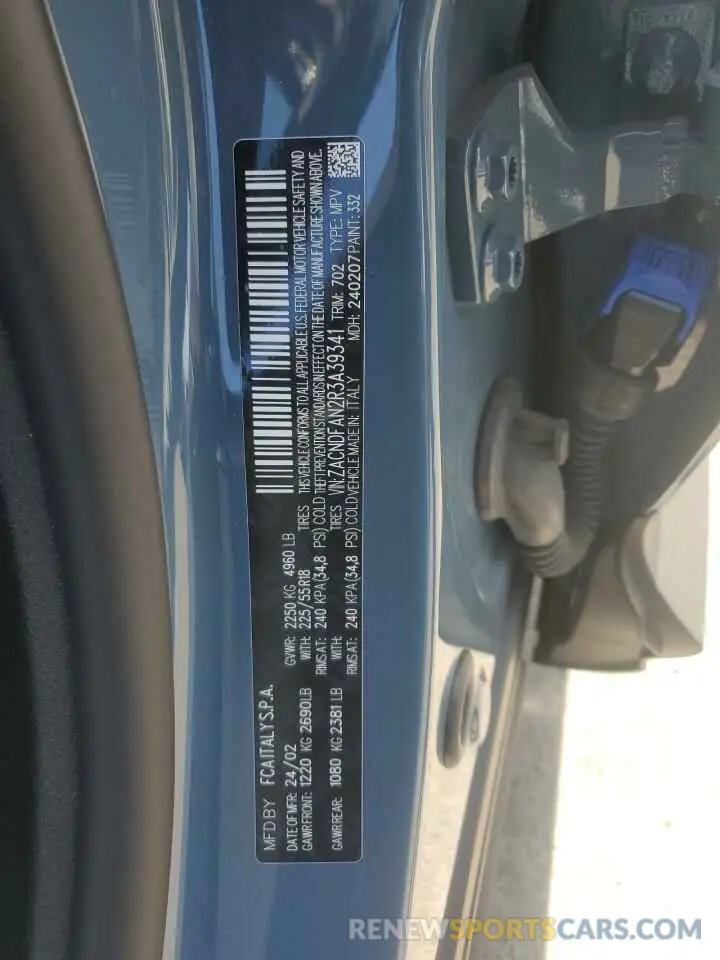 MFD BY FCA ITALY S.P.A.
DATE OF MFR: 24/02 GVWR: 2250 KG 4960 LB
GAWR FRONT: 1220 KG 2690LB WITH: 225/55R18 TIRES
RIMS AT: 240 KPA(34,8 PSI) COLD
GAWR REAR: 1080 KG 2381 LB WITH: TIRES
RIMS AT: 240 KPA(34,8 PSI) COLD
THIS VEHICLE CONFORMS TO ALL APPLICABLE U.S. FEDERAL MOTOR VEHICLE SAFETY AND
THEFT PREVENTION STANDARDS IN EFFECT ON THE DATE OF MANUFACTURE SHOWN ABOVE.
VIN: ZACNDFAN2R3A39341 TRIM: 702 TYPE: MPV
VEHICLE MADE IN: ITALY MDH: 240207 PAINT: 332
RENEWSPORTSCARS.COM